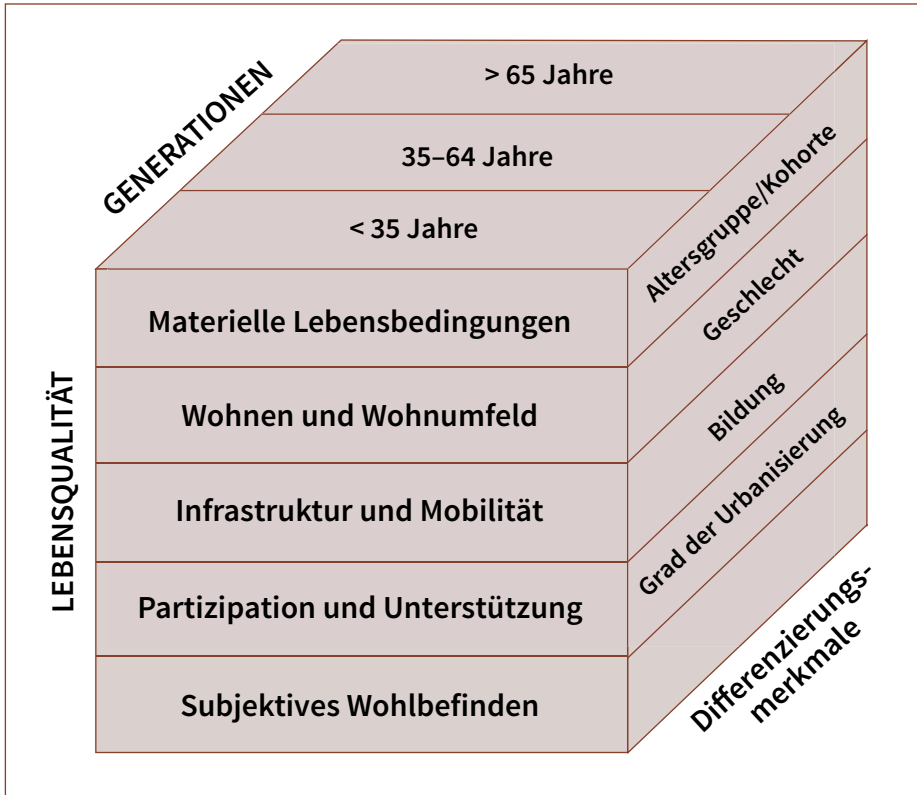 GENERATIONEN
> 65 Jahre
35–64 Jahre
< 35 Jahre
LEBENSQUALITÄT
Materielle Lebensbedingungen
Wohnen und Wohnumfeld
Infrastruktur und Mobilität
Partizipation und Unterstützung
Subjektives Wohlbefinden
Altersgruppe/Kohorte
Geschlecht
Bildung
Grad der Urbanisierung
Differenzierungs-
merkmale